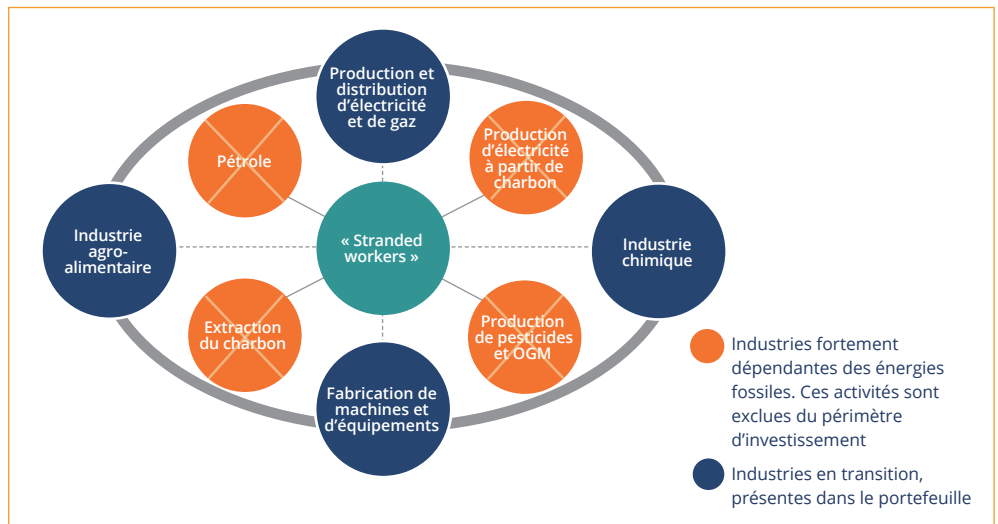 Production et
distribution
d'électricité
et de gaz
Pétrole
Production
d'électricité
à partir de
charbon
Industrie
agro-
alimentaire
« Stranded
workers »
Industrie
chimique
Extraction
du charbon
Production
de pesticides
et OGM
Fabrication de
machines et
d'équipements
Industries fortement
dépendantes des énergies
fossiles. Ces activités sont
exclues du périmètre
d'investissement
Industries en transition,
présentes dans le portefeuille